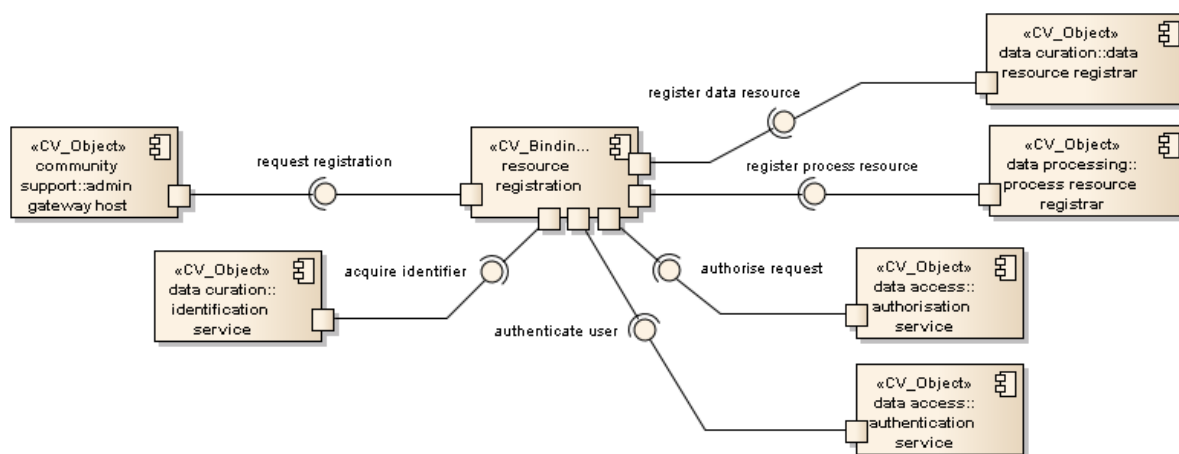 «CV_Object»
data curation::data
resource registrar
register data resource
«CV_Object»
community
support::admin
gateway host
request registration
«CV_Bindin...
resource
registration
register process resource
«CV_Object»
data processing::
process resource
registrar
«CV_Object»
data curation::
identification
service
acquire identifier
authorise request
«CV_Object»
data access::
authorisation
service
authenticate user
«CV_Object»
data access::
authentication
service